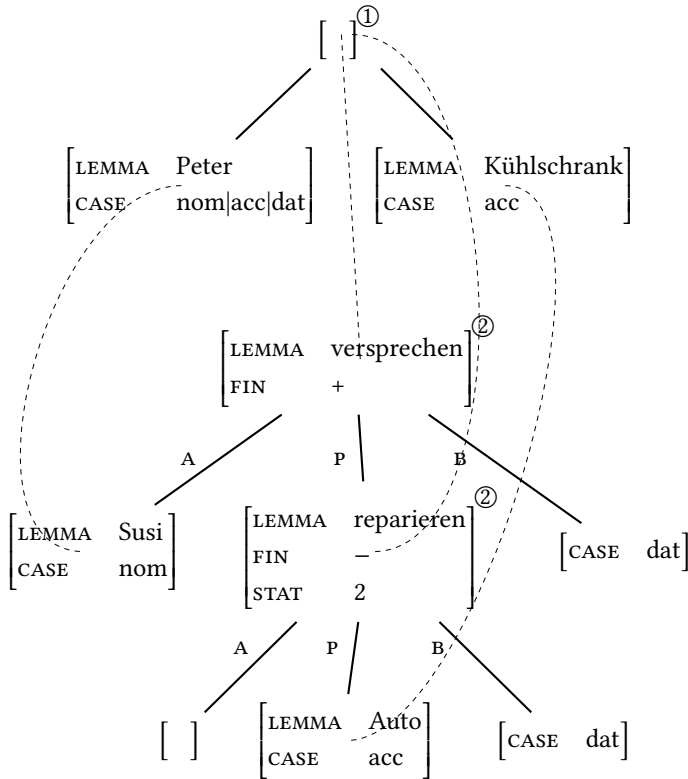 [ ]①
[LEMMA Peter] [LEMMA Kühlschrank]
[CASE nom|acc|dat] [CASE acc]
[LEMMA versprechen]②
[FIN +]
A P B
[LEMMA Susi] [LEMMA reparieren]②
[CASE nom] [FIN −] [CASE dat]
[STAT 2]
A P B
[ ] [LEMMA Auto] [CASE dat]
[CASE acc]